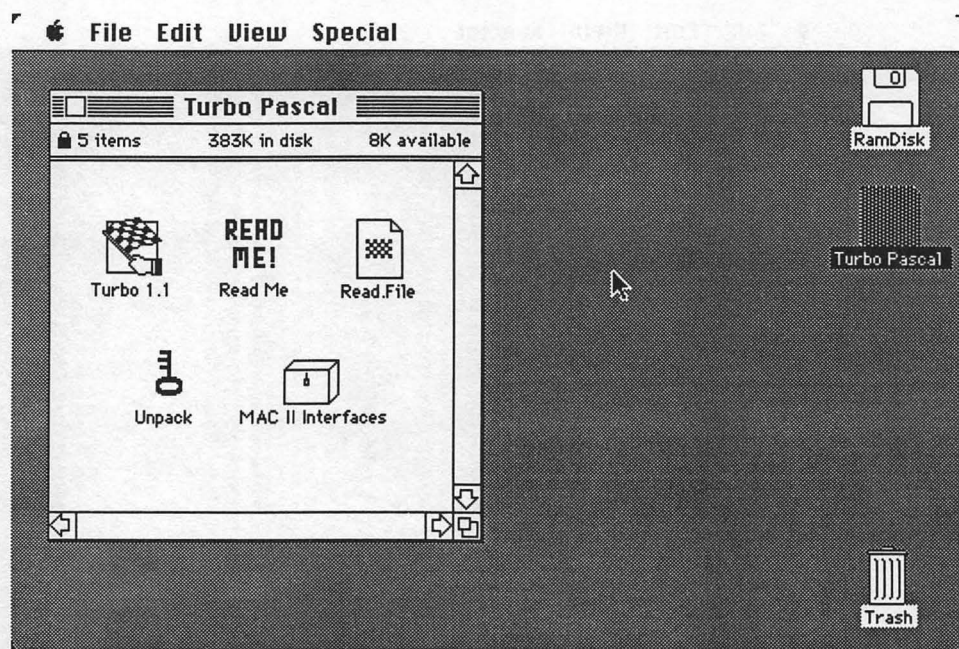 File Edit View Special
Turbo Pascal
5 items 383K in disk 8K available
READ
ME!
Turbo 1.1 Read Me Read.File
Unpack MAC II Interfaces
RamDisk
Turbo Pascal
Trash